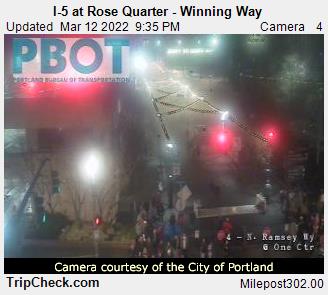 I-5 at Rose Quarter - Winning Way
Updated Mar 12 2022 9:35 PM Camera 4
PBOT
PORTLAND BUREAU OF TRANSPORTATION
4 - N. Ramsey Wy
@ One Ctr
Camera courtesy of the City of Portland
TripCheck.com Milepost302.00